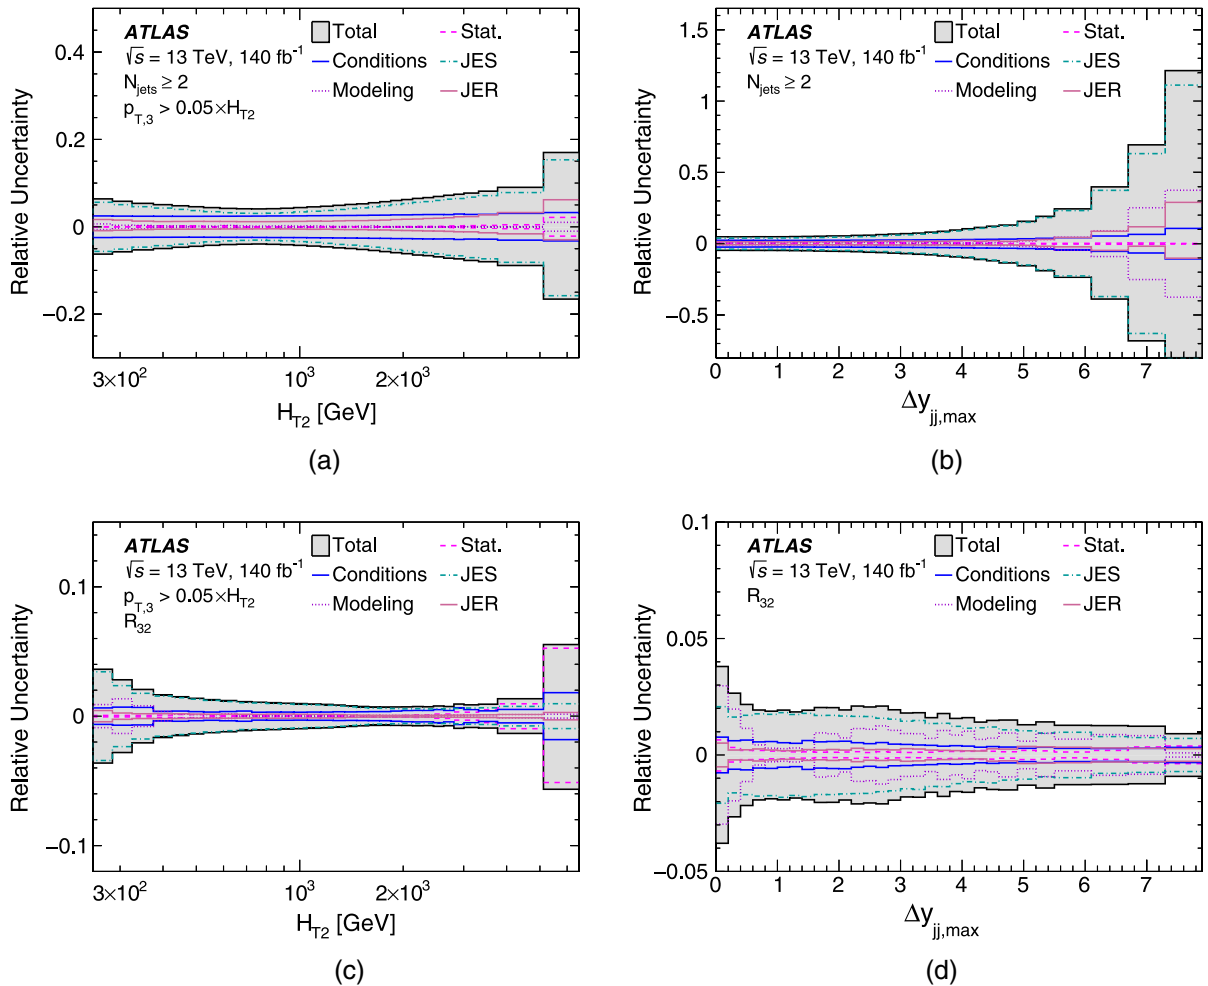 0.4
0.2
0
−0.2
Relative Uncertainty
ATLAS
√s = 13 TeV, 140 fb⁻¹
N_jets ≥ 2
p_T,3 > 0.05×H_T2
Total
Conditions
Modeling
Stat.
JES
JER
3×10² 10³ 2×10³
H_T2 [GeV]
(a)
1.5
1
0.5
0
−0.5
Relative Uncertainty
ATLAS
√s = 13 TeV, 140 fb⁻¹
N_jets ≥ 2
Total
Conditions
Modeling
Stat.
JES
JER
0 1 2 3 4 5 6 7
Δy_jj,max
(b)
0.1
0
−0.1
Relative Uncertainty
ATLAS
√s = 13 TeV, 140 fb⁻¹
p_T,3 > 0.05×H_T2
R_32
Total
Conditions
Modeling
Stat.
JES
JER
3×10² 10³ 2×10³
H_T2 [GeV]
(c)
0.1
0.05
0
−0.05
Relative Uncertainty
ATLAS
√s = 13 TeV, 140 fb⁻¹
R_32
Total
Conditions
Modeling
Stat.
JES
JER
0 1 2 3 4 5 6 7
Δy_jj,max
(d)